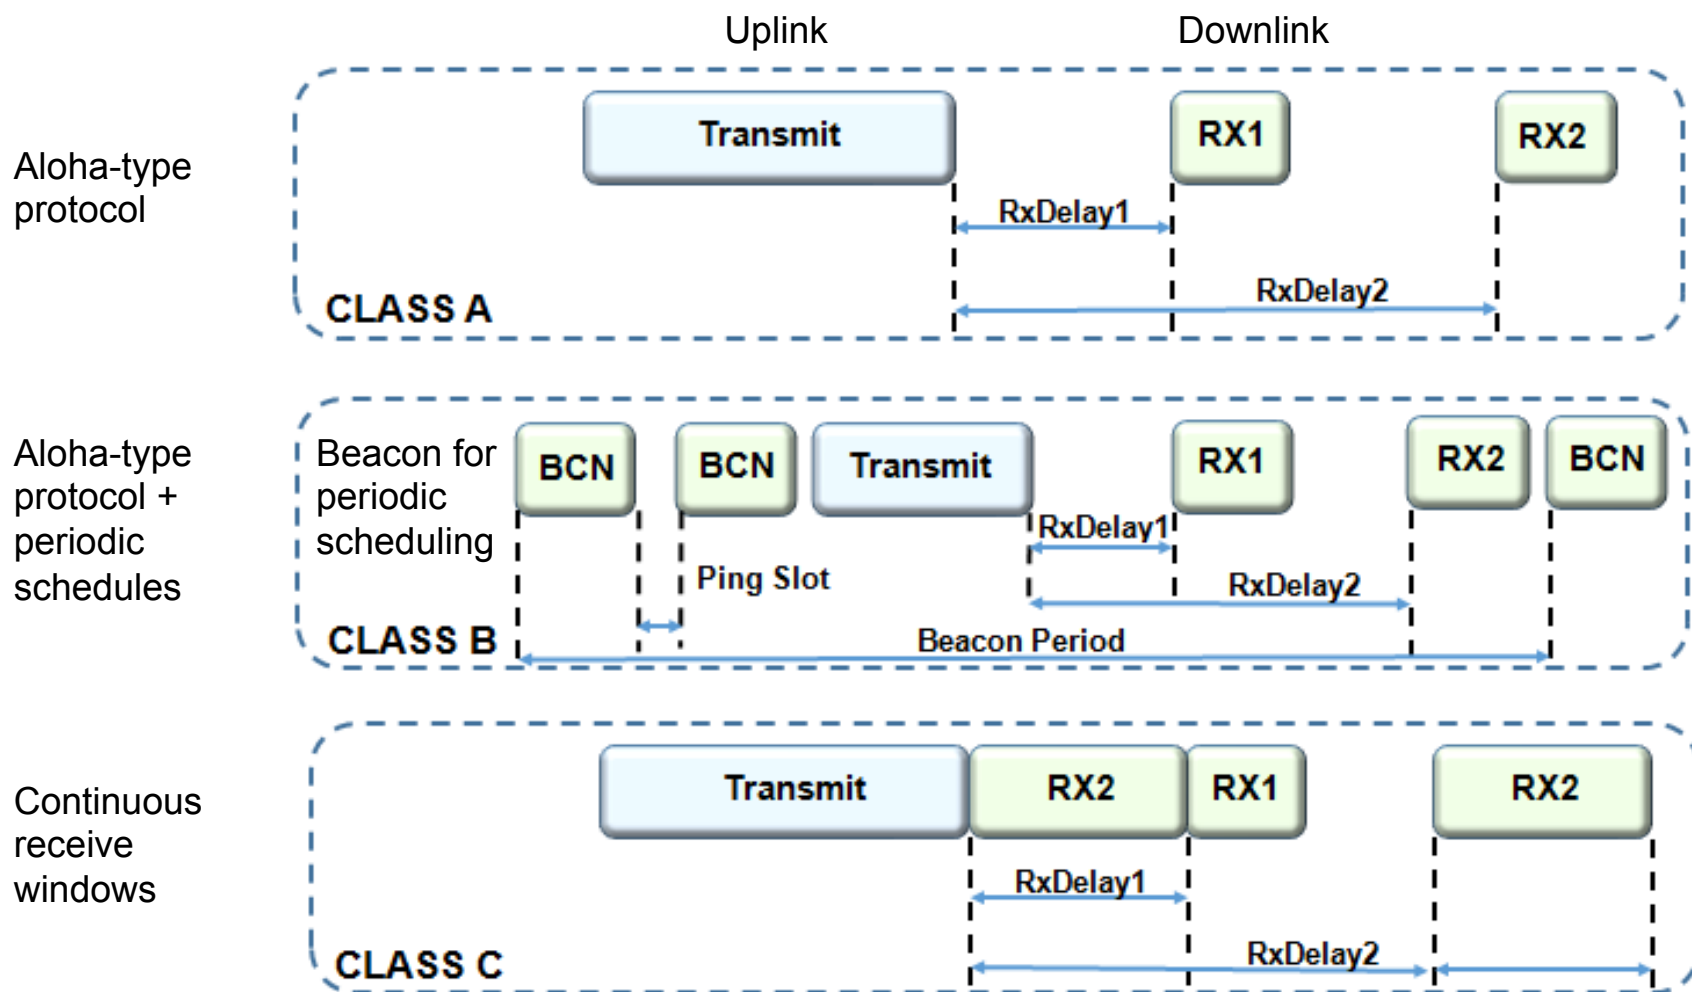 Uplink Downlink
Aloha-type
protocol
Transmit RX1 RX2
RxDelay1
RxDelay2
CLASS A
Aloha-type
protocol +
periodic
schedules
Beacon for
periodic
scheduling
BCN BCN Transmit RX1 RX2 BCN
RxDelay1
Ping Slot
RxDelay2
Beacon Period
CLASS B
Continuous
receive
windows
Transmit RX2 RX1 RX2
RxDelay1
RxDelay2
CLASS C